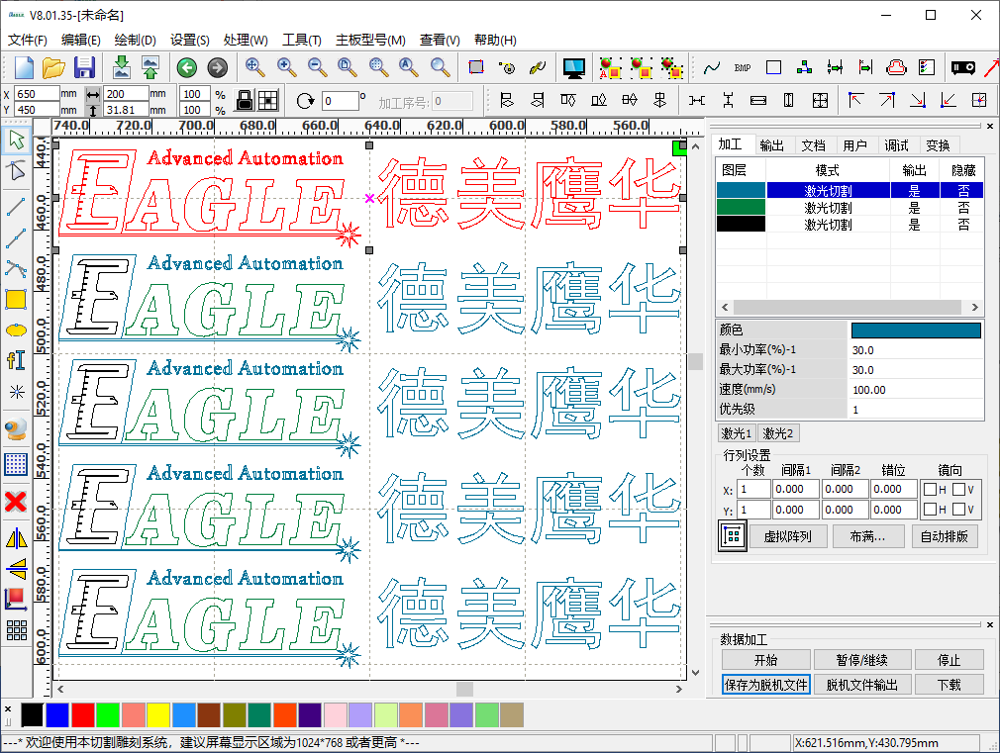 V8.01.35-[未命名]
文件(F) 编辑(E) 绘制(D) 设置(S) 处理(W) 工具(T) 主板型号(M) 查看(V) 帮助(H)
BMP
X 650 mm 200 mm 100 % 0 ° 加工序号: 0
Y 450 mm 31.81 mm 100 %
740.0 720.0 700.0 680.0 660.0 640.0 620.0 600.0 580.0 560.0
440.0
460.0
480.0
500.0
520.0
540.0
560.0
580.0
600.0
Advanced Automation
EAGLE 德美鹰华
Advanced Automation
EAGLE 德美鹰华
Advanced Automation
EAGLE 德美鹰华
Advanced Automation
EAGLE 德美鹰华
Advanced Automation
EAGLE 德美鹰华
加工 输出 文档 用户 调试 变换
图层 模式 输出 隐藏
激光切割 是 否
激光切割 是 否
激光切割 是 否
颜色
最小功率(%)-1 30.0
最大功率(%)-1 30.0
速度(mm/s) 100.00
优先级 1
激光1 激光2
行列设置
个数 间隔1 间隔2 错位 镜向
X: 1 0.000 0.000 0.000 H V
Y: 1 0.000 0.000 0.000 H V
虚拟阵列 布满... 自动排版
数据加工
开始 暂停/继续 停止
保存为脱机文件 脱机文件输出 下载
---* 欢迎使用本切割雕刻系统，建议屏幕显示区域为1024*768 或者更高 *---
X:621.516mm,Y:430.795mm